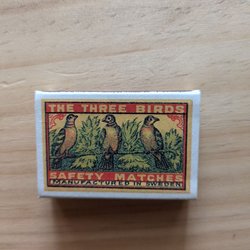 THE THREE BIRDS
SAFETY MATCHES
MANUFACTURED IN SWEDEN